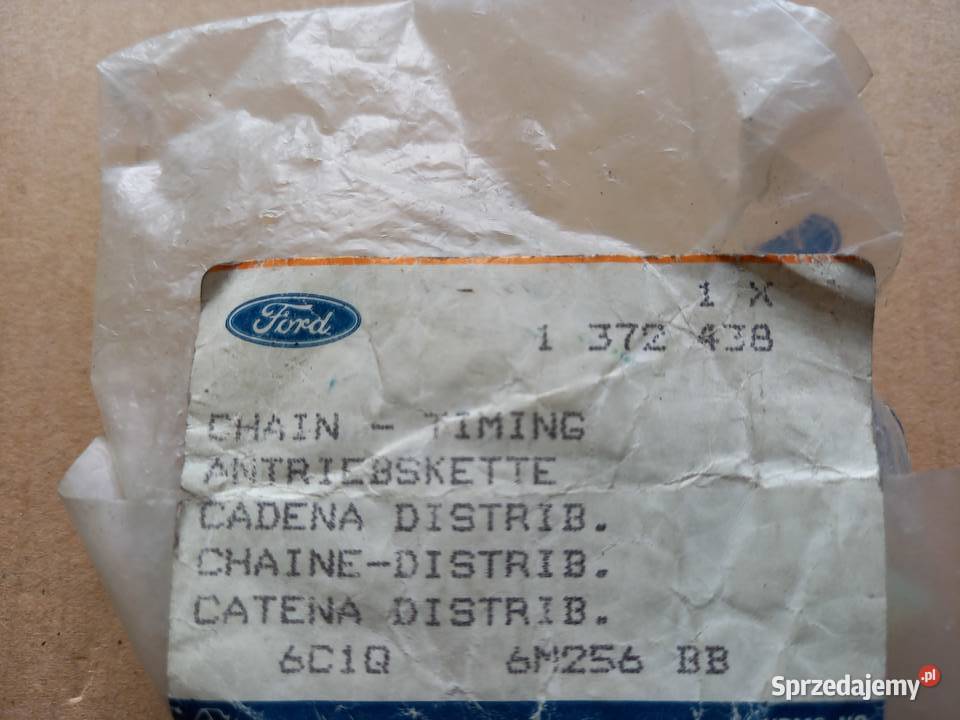 Ford
1 X
1 372 438
CHAIN - TIMING
ANTRIEBSKETTE
CADENA DISTRIB.
CHAINE-DISTRIB.
CATENA DISTRIB.
6C1Q 6M256 BB
Sprzedajemy.pl